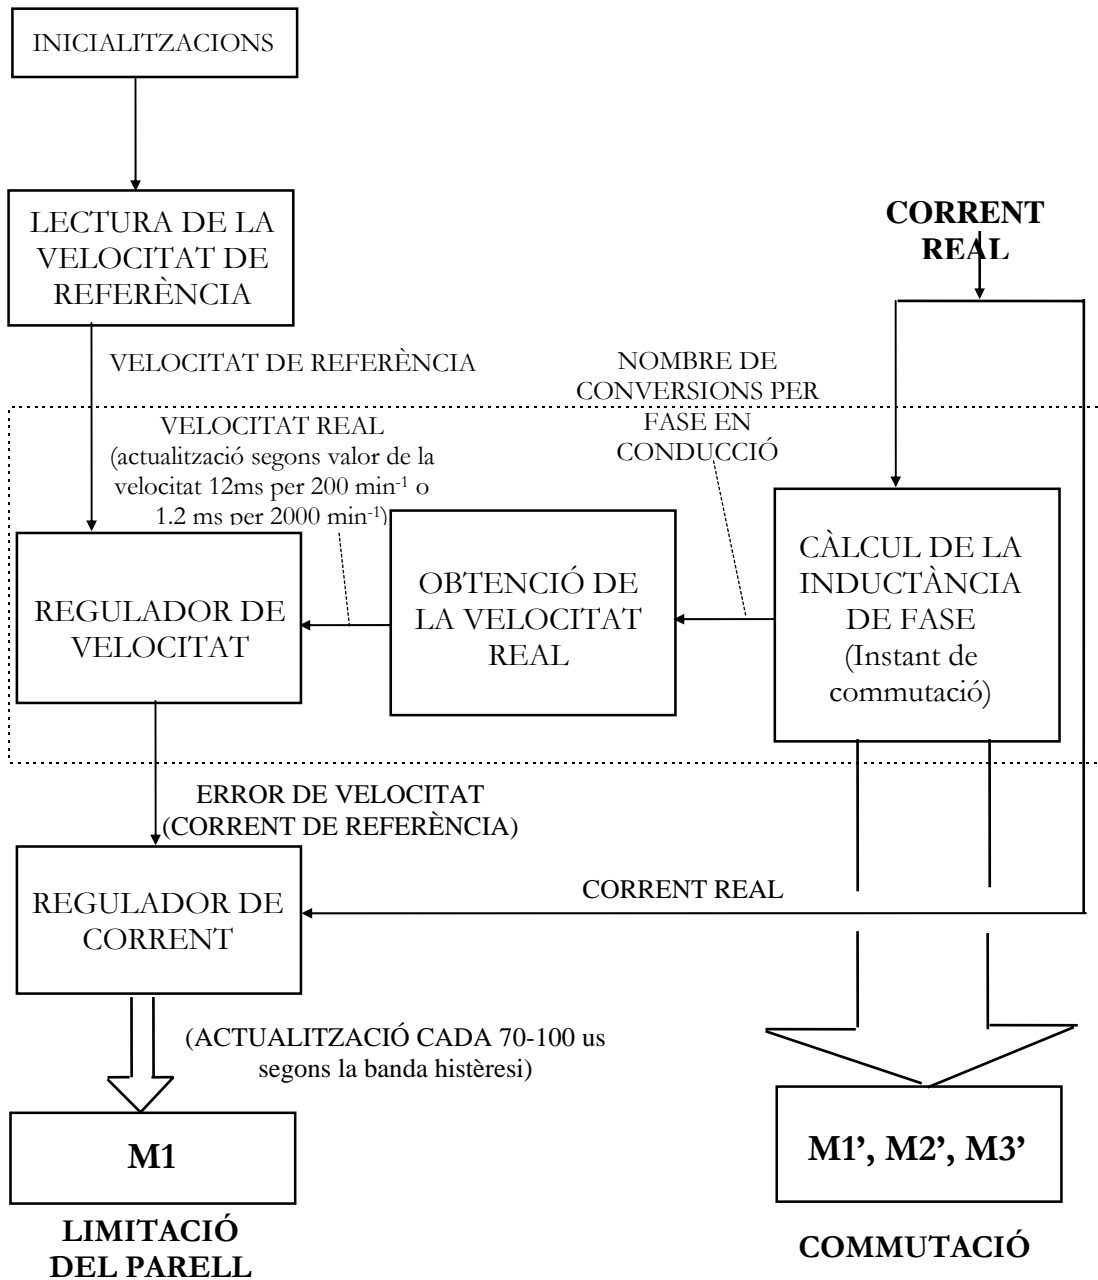 INICIALITZACIONS
LECTURA DE LA
VELOCITAT DE
REFERÈNCIA
CORRENT
REAL
VELOCITAT DE REFERÈNCIA
NOMBRE DE
CONVERSIONS PER
FASE EN
CONDUCCIÓ
VELOCITAT REAL
(actualització segons valor de la
velocitat 12ms per 200 min⁻¹ o
1.2 ms per 2000 min⁻¹)
REGULADOR DE
VELOCITAT
OBTENCIÓ DE
LA VELOCITAT
REAL
CÀLCUL DE LA
INDUCTÀNCIA
DE FASE
(Instant de
commutació)
ERROR DE VELOCITAT
(CORRENT DE REFERÈNCIA)
REGULADOR DE
CORRENT
CORRENT REAL
(ACTUALITZACIÓ CADA 70-100 us
segons la banda histèresi)
M1
M1’, M2’, M3’
LIMITACIÓ
DEL PARELL
COMMUTACIÓ